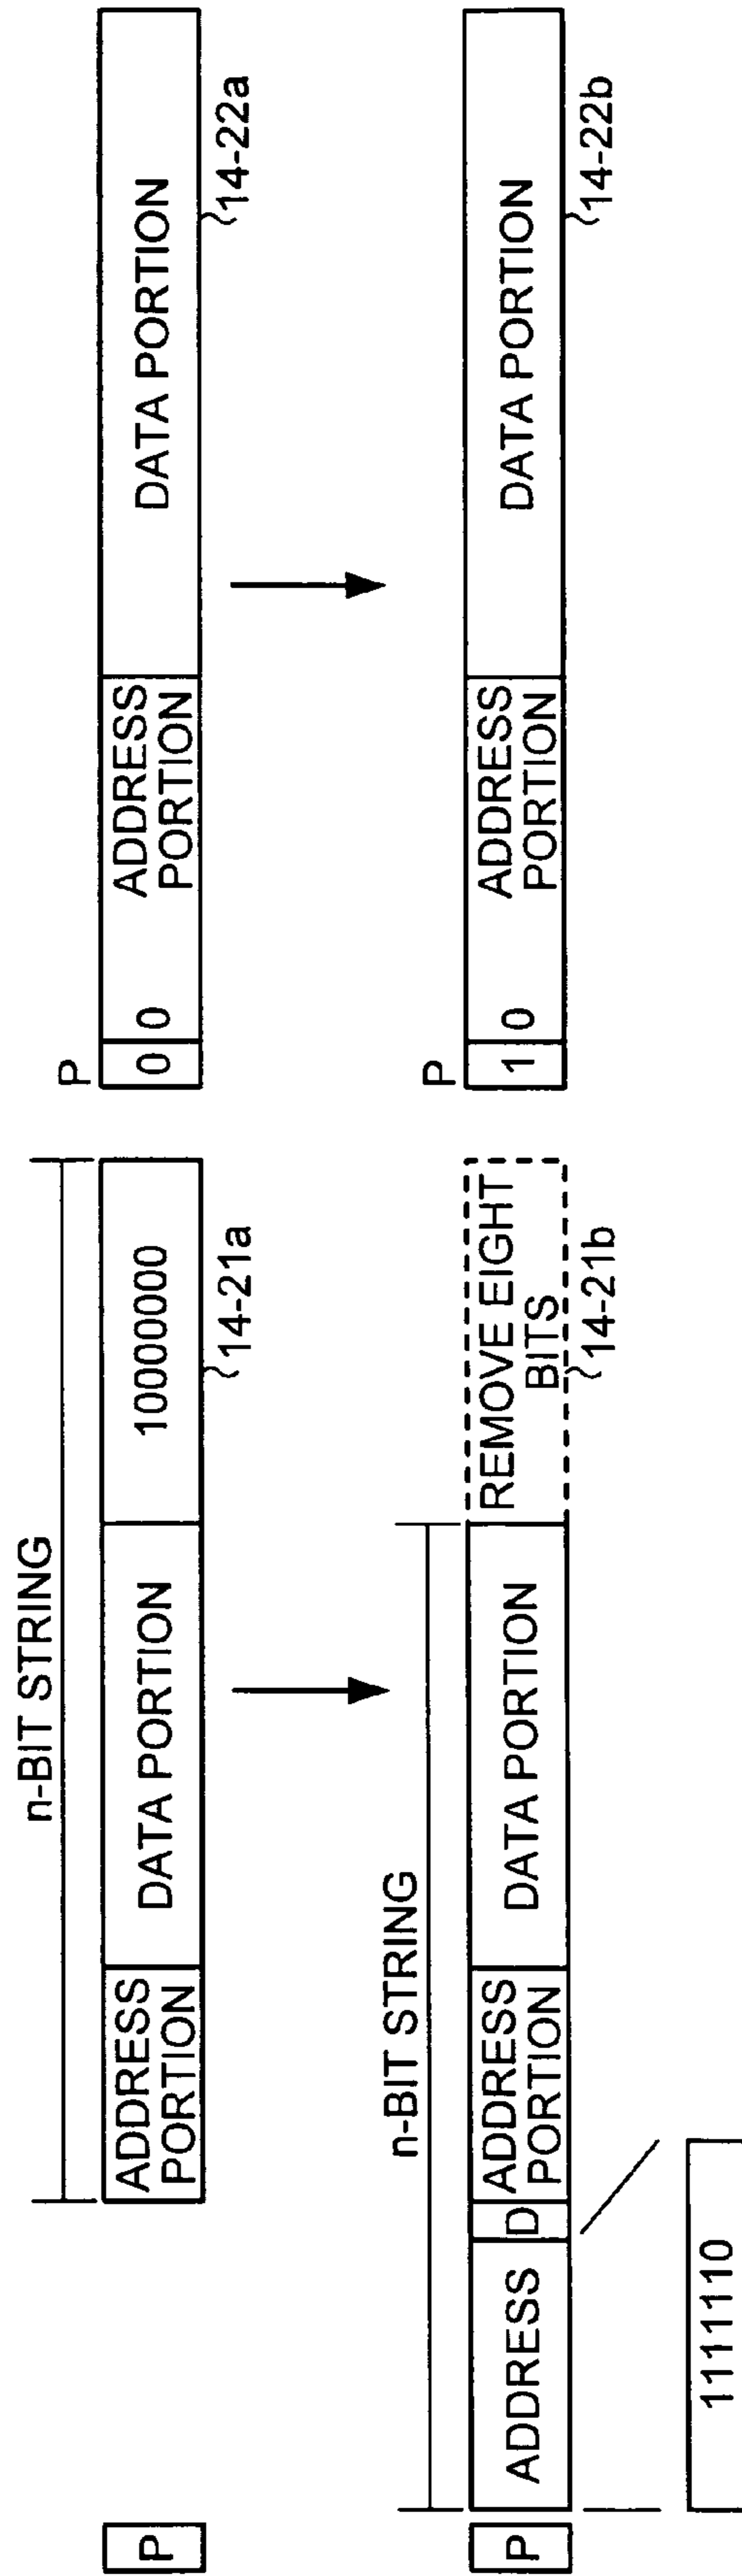 n-BIT STRING
P
ADDRESS
PORTION
DATA PORTION
10000000
14-21a
n-BIT STRING
P
ADDRESS
D
ADDRESS
PORTION
DATA PORTION
REMOVE EIGHT
BITS
14-21b
1111110
P
0
0
ADDRESS
PORTION
DATA PORTION
14-22a
P
1
0
ADDRESS
PORTION
DATA PORTION
14-22b